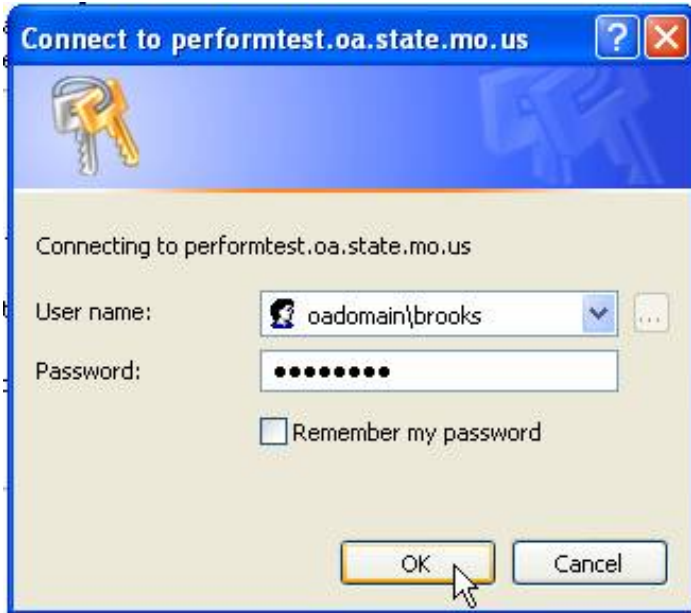 Connect to performtest.oa.state.mo.us
Connecting to performtest.oa.state.mo.us
User name: oadomain\brooks ...
Password: ●●●●●●●●
Remember my password
OK Cancel